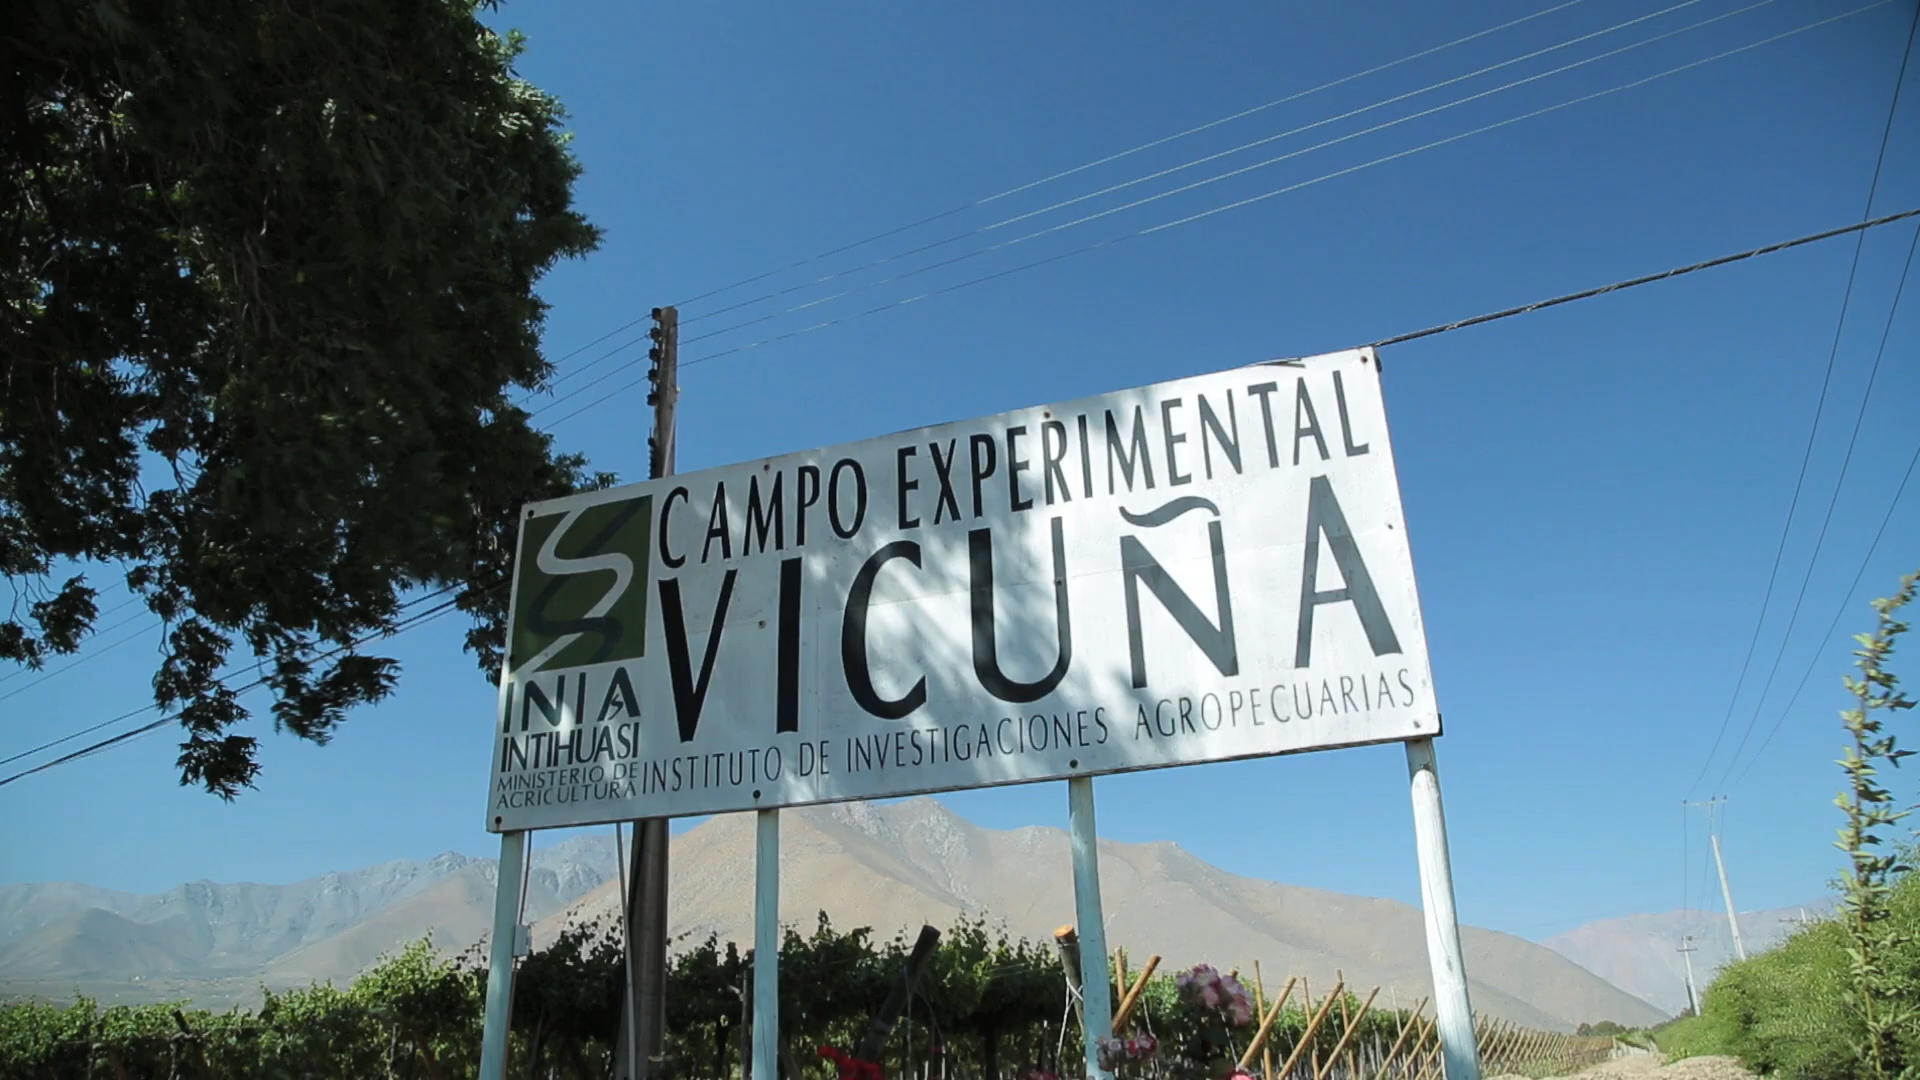 CAMPO EXPERIMENTAL
VICUÑA
INSTITUTO DE INVESTIGACIONES AGROPECUARIAS
INIA
INTIHUASI
MINISTERIO DE
AGRICULTURA